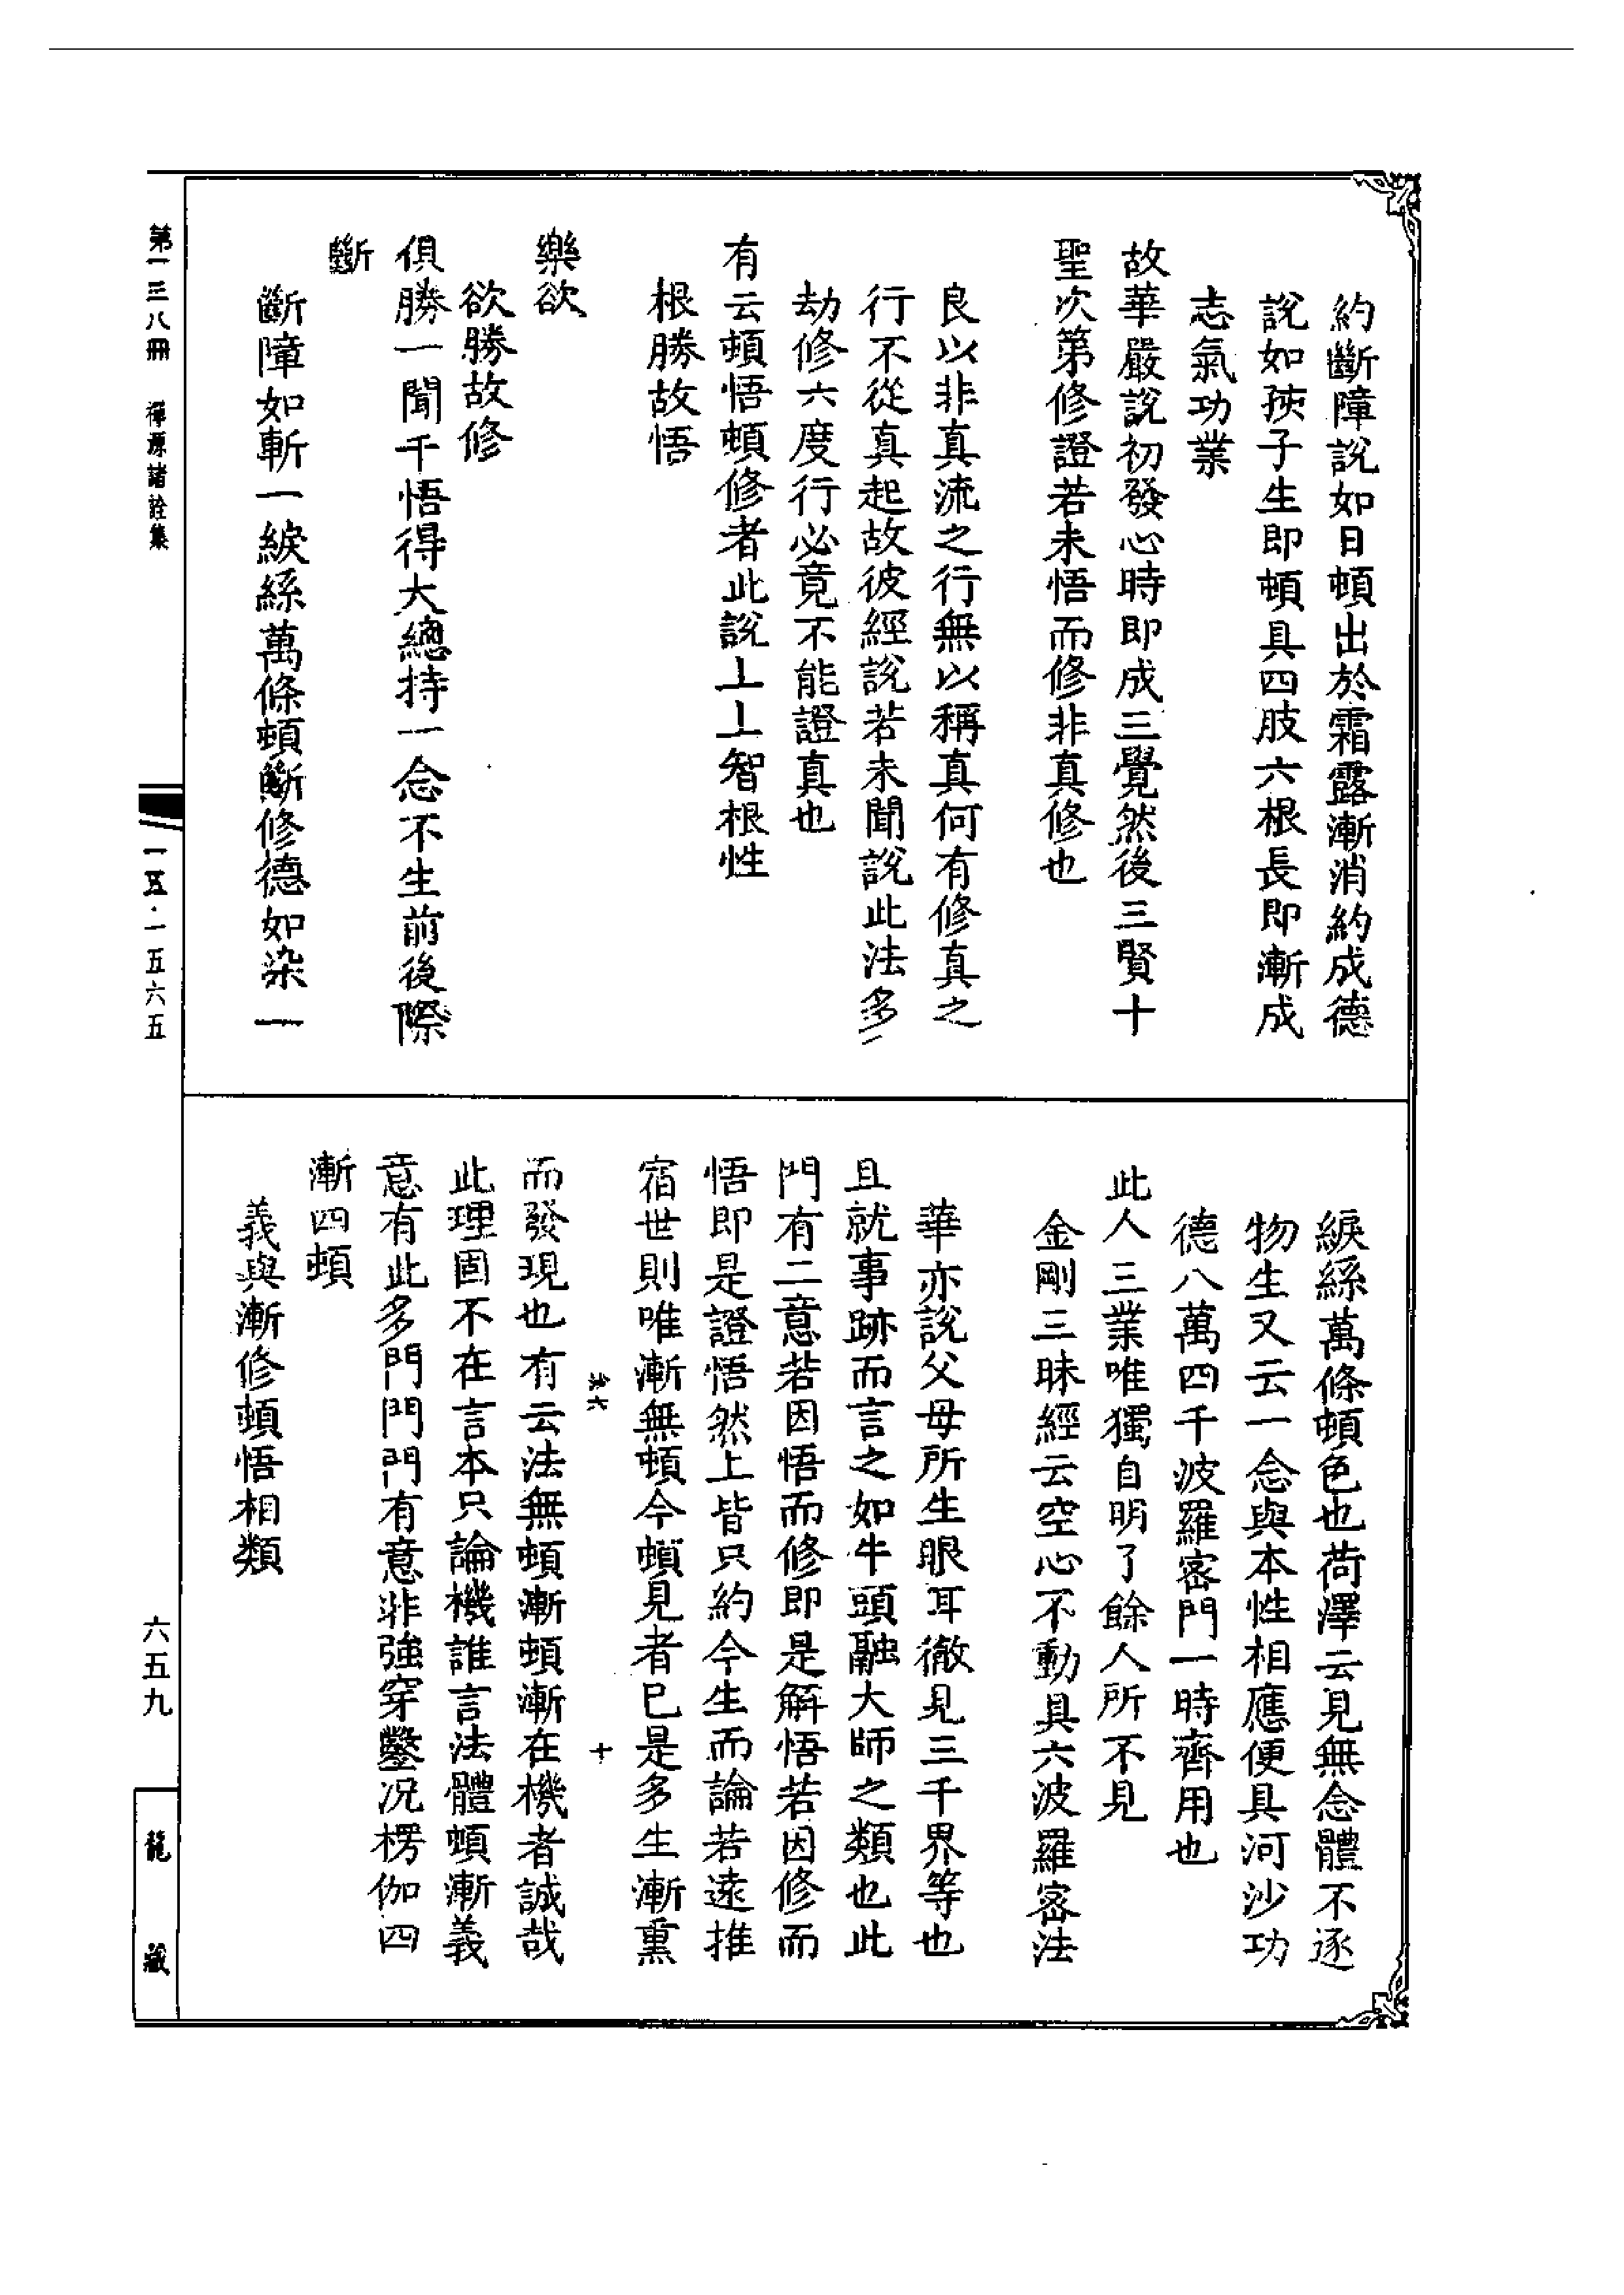 約斷障說如日頓出於霜露漸消約成德
說如孩子生即頓具四肢六根長即漸成
志氣功業
故華嚴說初發心時即成三覺然後三賢十
聖次第修證若未悟而修非真修也
良以非真流之行無以稱真何有修真之
行不從真起故彼經說若未聞說此法多
劫修六度行必竟不能證真也
有云頓悟頓修者此說上上智根性
根勝故悟
樂欲
欲勝故修
俱勝一聞千悟得大總持一念不生前後際
斷
斷障如斬一綟絲萬條頓斷修德如染一
綟絲萬條頓色也荷澤云見無念體不逐
物生又云一念與本性相應便具河沙功
德八萬四千波羅密門一時齊用也
此人三業唯獨自明了餘人所不見
金剛三昧經云空心不動具六波羅密法
華亦說父母所生眼耳徹見三千界等也
且就事跡而言之如牛頭融大師之類也此
門有二意若因悟而修即是解悟若因修而
悟即是證悟然上皆只約今生而論若遠推
宿世則唯漸無頓今頓見者已是多生漸熏
六 十
而發現也有云法無頓漸頓漸在機者誠哉
此理固不在言本只論機誰言法體頓漸義
意有此多門門門有意非強穿鑿况楞伽四
漸四頓
義與漸修頓悟相類
第一三八冊 禪源諸詮集
一五·一五六五
六五九
龍藏